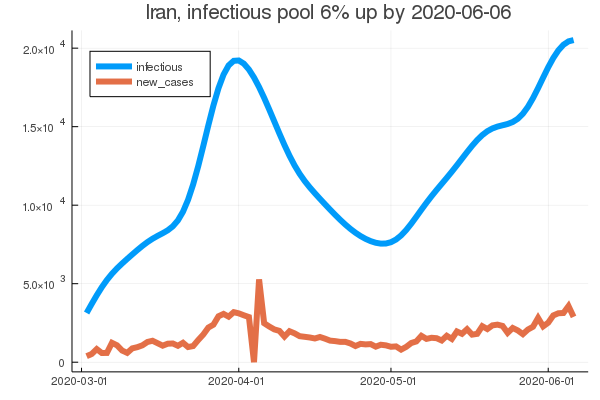 Iran, infectious pool 6% up by 2020-06-06
2.0×10⁴
infectious
new_cases
1.5×10⁴
1.0×10⁴
5.0×10³
0
2020-03-01 2020-04-01 2020-05-01 2020-06-01